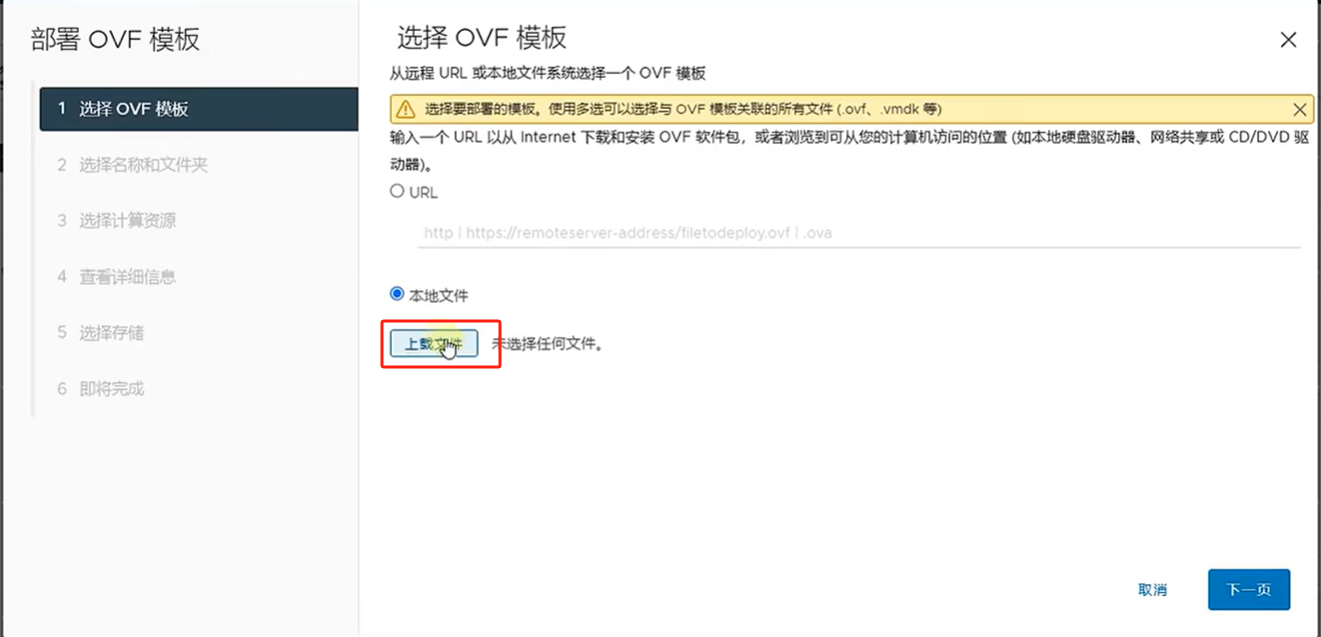 部署 OVF 模板
1 选择 OVF 模板
2 选择名称和文件夹
3 选择计算资源
4 查看详细信息
5 选择存储
6 即将完成
选择 OVF 模板
从远程 URL 或本地文件系统选择一个 OVF 模板
选择要部署的模板。使用多选可以选择与 OVF 模板关联的所有文件 (.ovf、.vmdk 等)
输入一个 URL 以从 Internet 下载和安装 OVF 软件包，或者浏览到可从您的计算机访问的位置 (如本地硬盘驱动器、网络共享或 CD/DVD 驱
动器)。
URL
http | https://remoteserver-address/filetodeploy.ovf | .ova
本地文件
上载文件 未选择任何文件。
取消 下一页